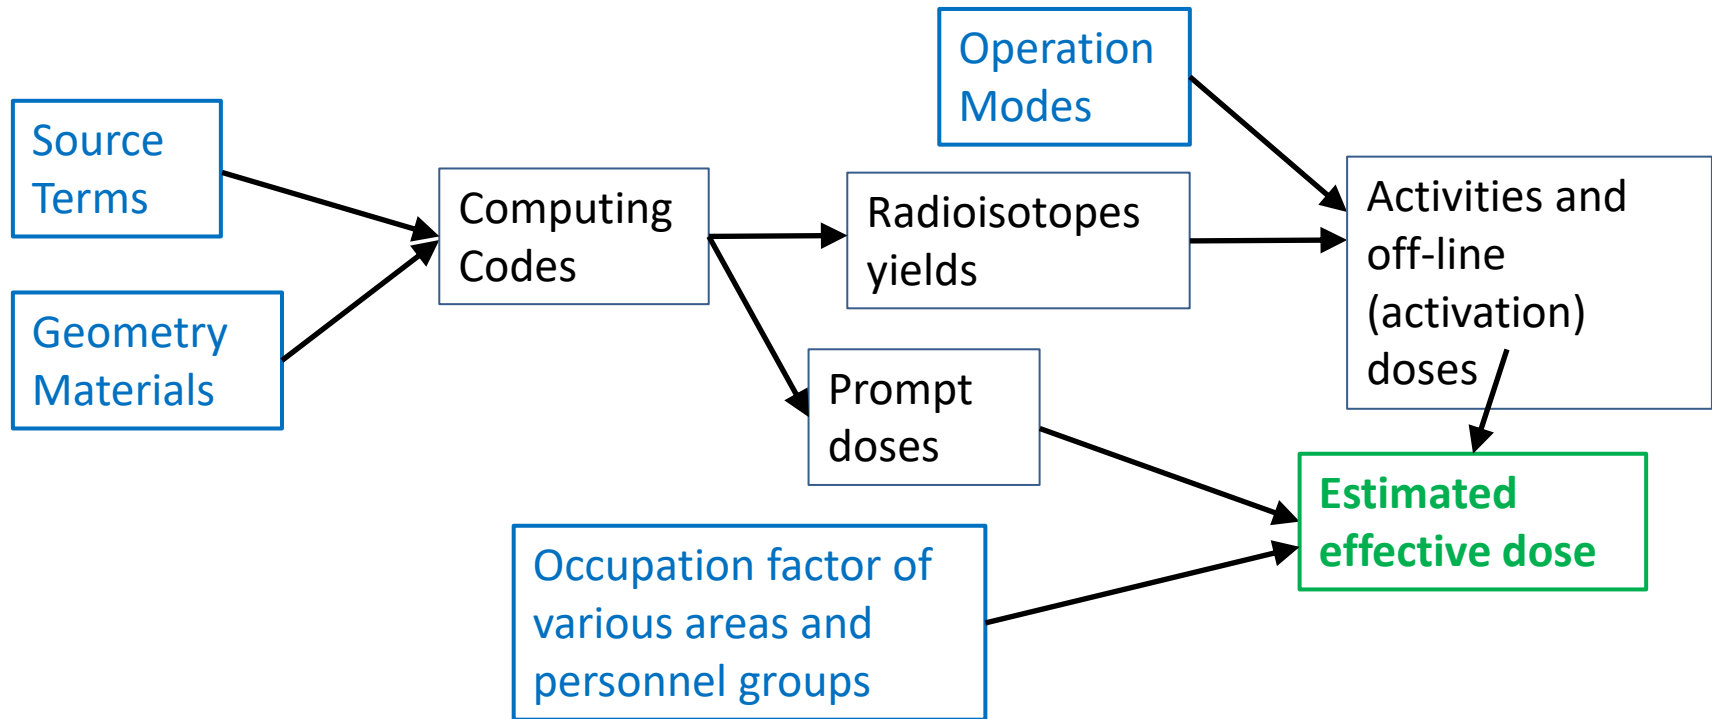 Operation
Modes
Source
Terms
Computing
Codes
Radioisotopes
yields
Activities and
off-line
(activation)
doses
Geometry
Materials
Prompt
doses
Estimated
effective dose
Occupation factor of
various areas and
personnel groups